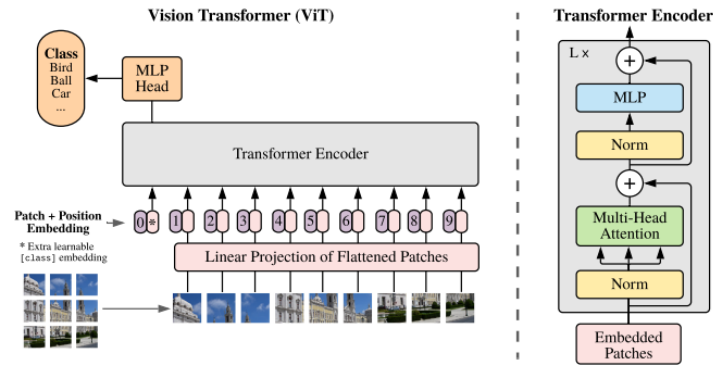 Vision Transformer (ViT)
Class
Bird
Ball
Car
...
MLP
Head
Transformer Encoder
Patch + Position
Embedding
0 * 1 2 3 4 5 6 7 8 9
* Extra learnable
[class] embedding
Linear Projection of Flattened Patches
Transformer Encoder
L ×
+
MLP
Norm
+
Multi-Head
Attention
Norm
Embedded
Patches